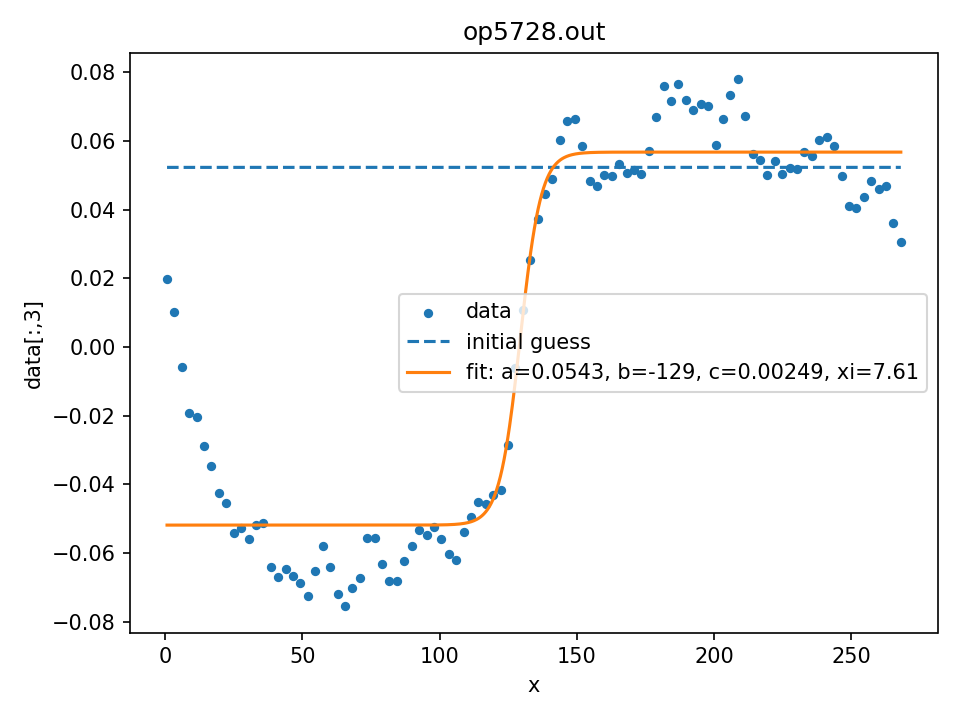 op5728.out
0.08
0.06
0.04
0.02
0.00
−0.02
−0.04
−0.06
−0.08
data[:,3]
data
initial guess
fit: a=0.0543, b=-129, c=0.00249, xi=7.61
0 50 100 150 200 250
x